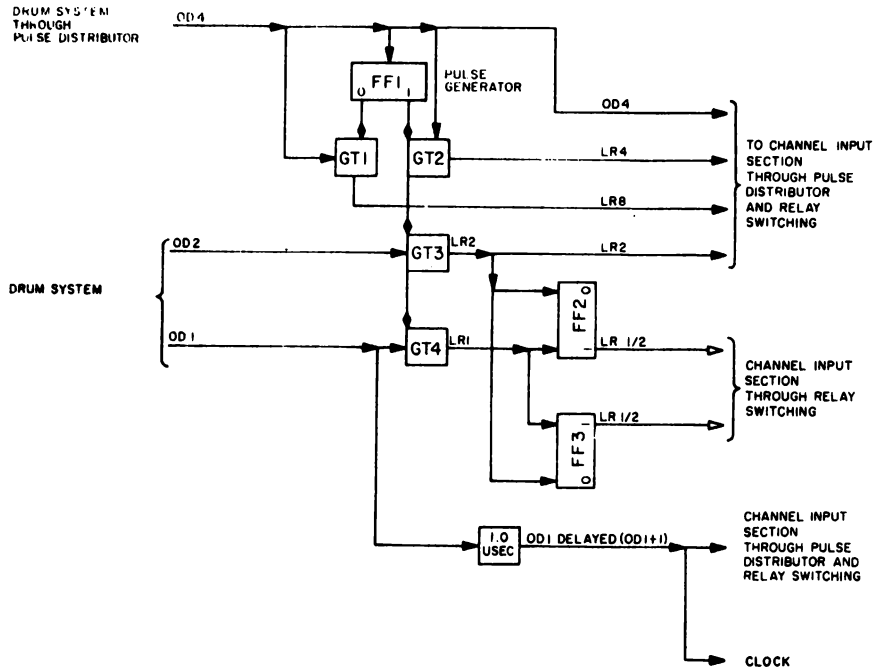 DRUM SYSTEM
THROUGH
PULSE DISTRIBUTOR
OD4
FF1
0
1
PULSE
GENERATOR
OD4
GT1
GT2
LR4
LR8
TO CHANNEL INPUT
SECTION
THROUGH PULSE
DISTRIBUTOR
AND RELAY
SWITCHING
OD2
GT3
LR2
LR2
DRUM SYSTEM
FF2
0
1
OD1
GT4
LR1
LR 1/2
LR 1/2
CHANNEL INPUT
SECTION
THROUGH RELAY
SWITCHING
FF3
1
0
1.0
USEC
OD1 DELAYED (OD1+1)
CHANNEL INPUT
SECTION
THROUGH PULSE
DISTRIBUTOR AND
RELAY SWITCHING
CLOCK